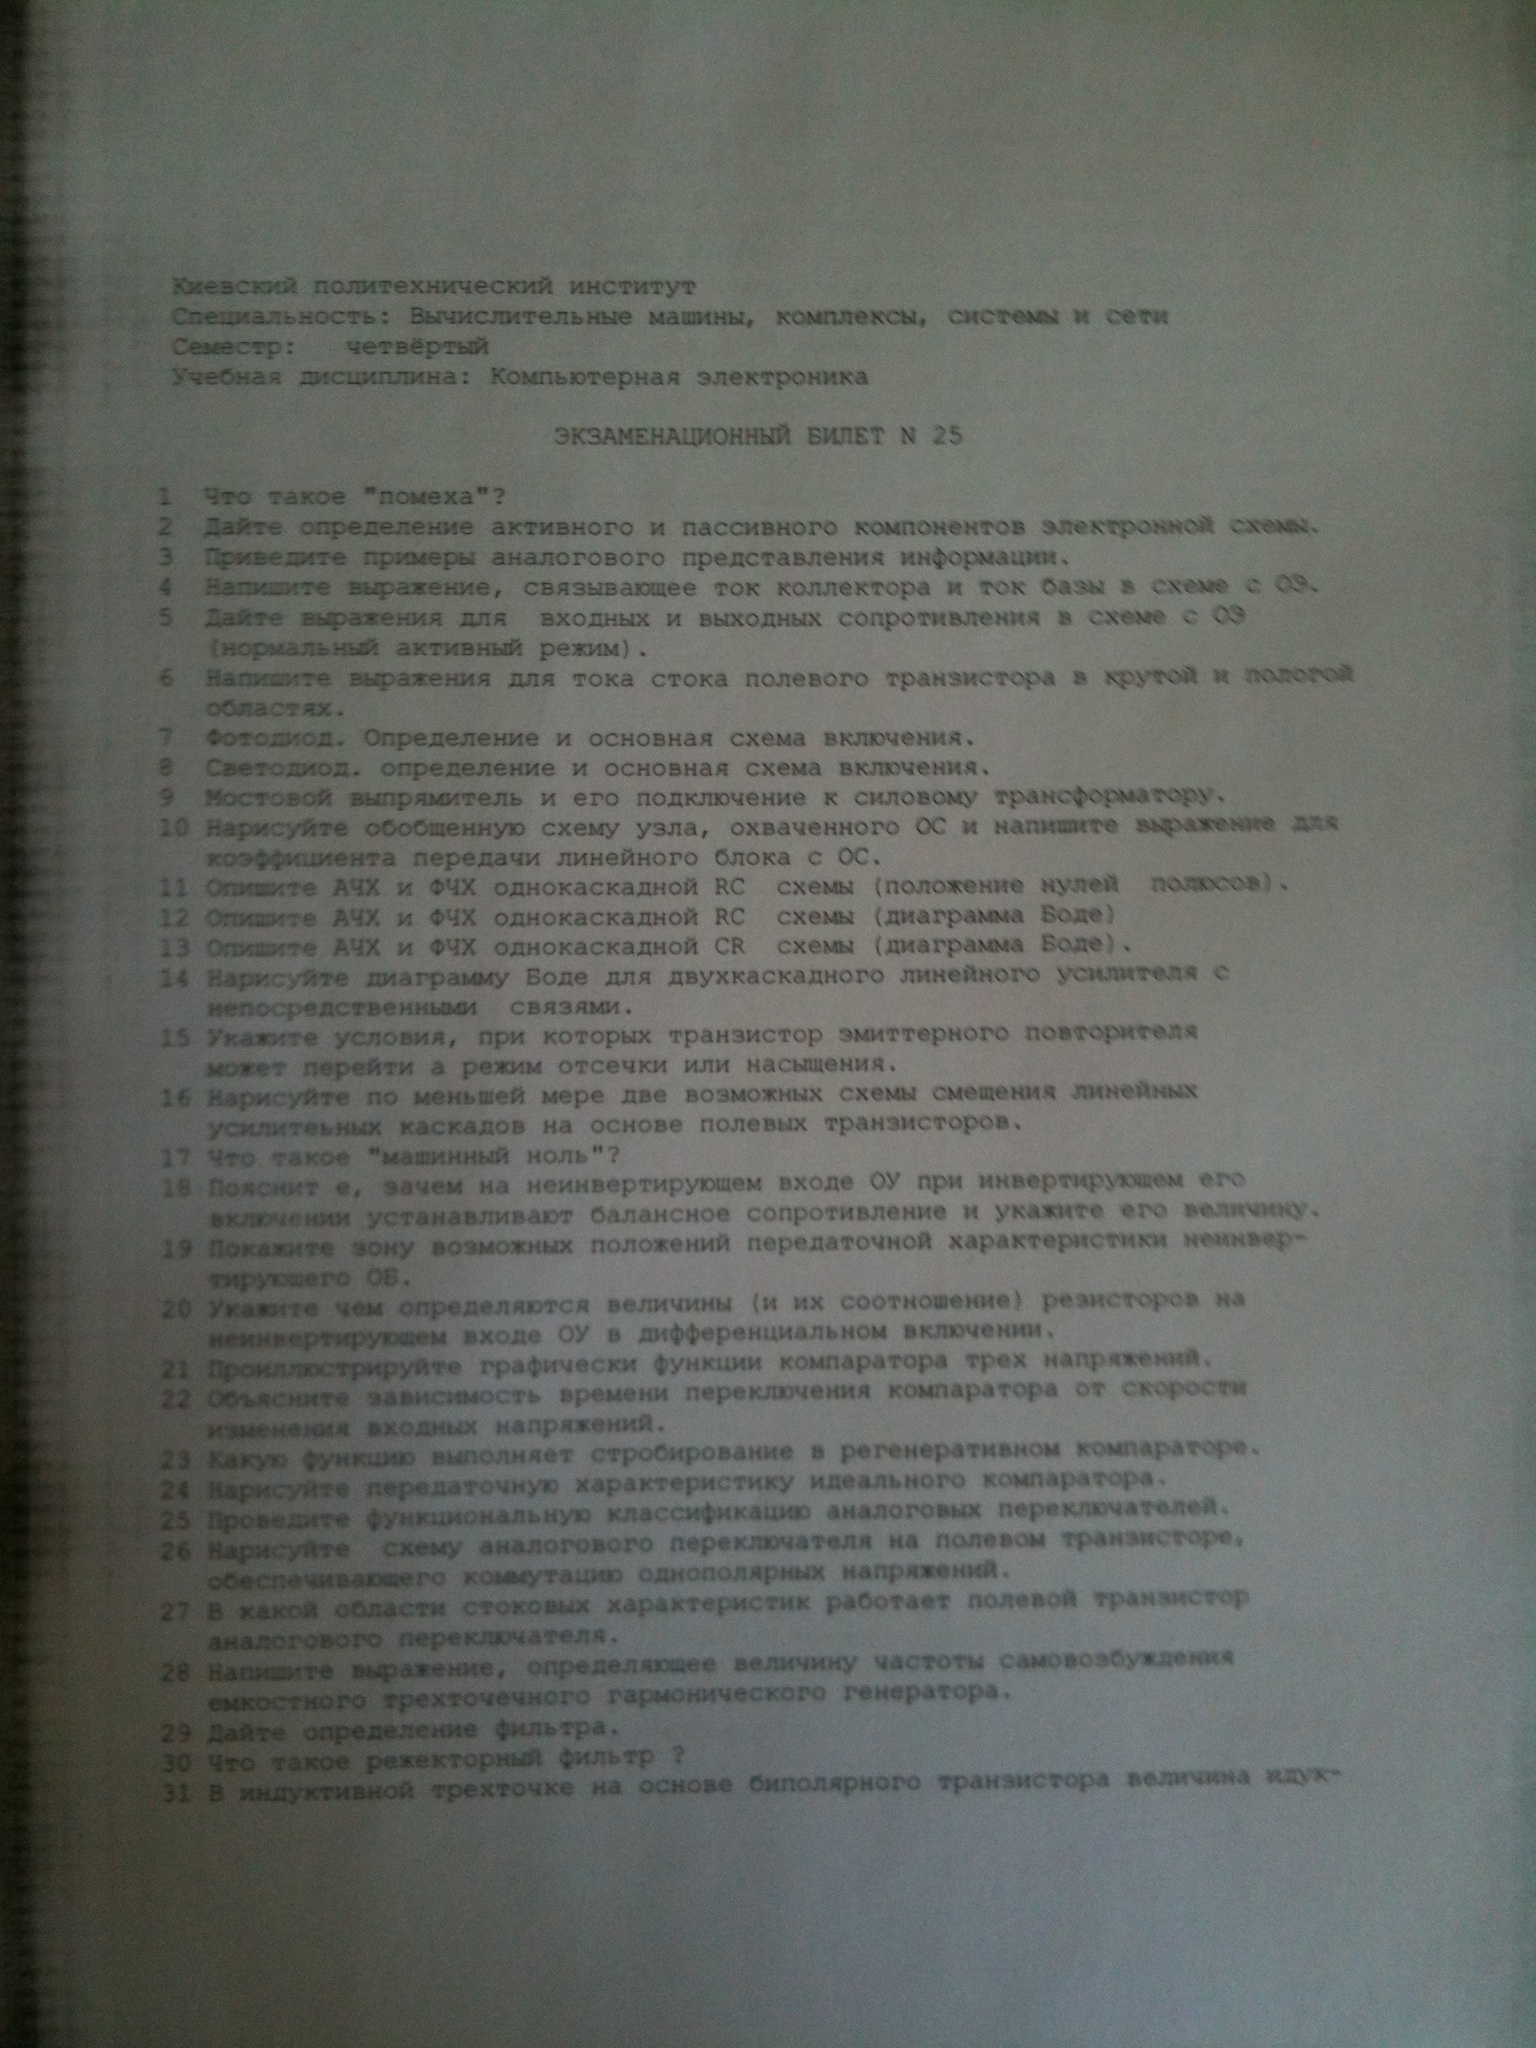 Киевский политехнический институт
Специальность: Вычислительные машины, комплексы, системы и сети
Семестр: четвёртый
Учебная дисциплина: Компьютерная электроника
ЭКЗАМЕНАЦИОННЫЙ БИЛЕТ N 25
1 Что такое "помеха"?
2 Дайте определение активного и пассивного компонентов электронной схемы.
3 Приведите примеры аналогового представления информации.
4 Напишите выражение, связывающее ток коллектора и ток базы в схеме с ОЭ.
5 Дайте выражения для входных и выходных сопротивления в схеме с ОЭ
(нормальный активный режим).
6 Напишите выражения для тока стока полевого транзистора в крутой и пологой
областях.
7 Фотодиод. Определение и основная схема включения.
8 Светодиод. определение и основная схема включения.
9 Мостовой выпрямитель и его подключение к силовому трансформатору.
10 Нарисуйте обобщенную схему узла, охваченного ОС и напишите выражение для
коэффициента передачи линейного блока с ОС.
11 Опишите АЧХ и ФЧХ однокаскадной RC схемы (положение нулей полюсов).
12 Опишите АЧХ и ФЧХ однокаскадной RC схемы (диаграмма Боде)
13 Опишите АЧХ и ФЧХ однокаскадной CR схемы (диаграмма Боде).
14 Нарисуйте диаграмму Боде для двухкаскадного линейного усилителя с
непосредственными связями.
15 Укажите условия, при которых транзистор эмиттерного повторителя
может перейти а режим отсечки или насыщения.
16 Нарисуйте по меньшей мере две возможных схемы смещения линейных
усилитеьных каскадов на основе полевых транзисторов.
17 Что такое "машинный ноль"?
18 Пояснит е, зачем на неинвертирующем входе ОУ при инвертирующем его
включении устанавливают балансное сопротивление и укажите его величину.
19 Покажите зону возможных положений передаточной характеристики неинвер-
тирующего ОБ.
20 Укажите чем определяются величины (и их соотношение) резисторов на
неинвертирующем входе ОУ в дифференциальном включении.
21 Проиллюстрируйте графически функции компаратора трех напряжений.
22 Объясните зависимость времени переключения компаратора от скорости
изменения входных напряжений.
23 Какую функцию выполняет стробирование в регенеративном компараторе.
24 Нарисуйте передаточную характеристику идеального компаратора.
25 Проведите функциональную классификацию аналоговых переключателей.
26 Нарисуйте схему аналогового переключателя на полевом транзисторе,
обеспечивающего коммутацию однополярных напряжений.
27 В какой области стоковых характеристик работает полевой транзистор
аналогового переключателя.
28 Напишите выражение, определяющее величину частоты самовозбуждения
емкостного трехточечного гармонического генератора.
29 Дайте определение фильтра.
30 Что такое режекторный фильтр ?
31 В индуктивной трехточке на основе биполярного транзистора величина идук-